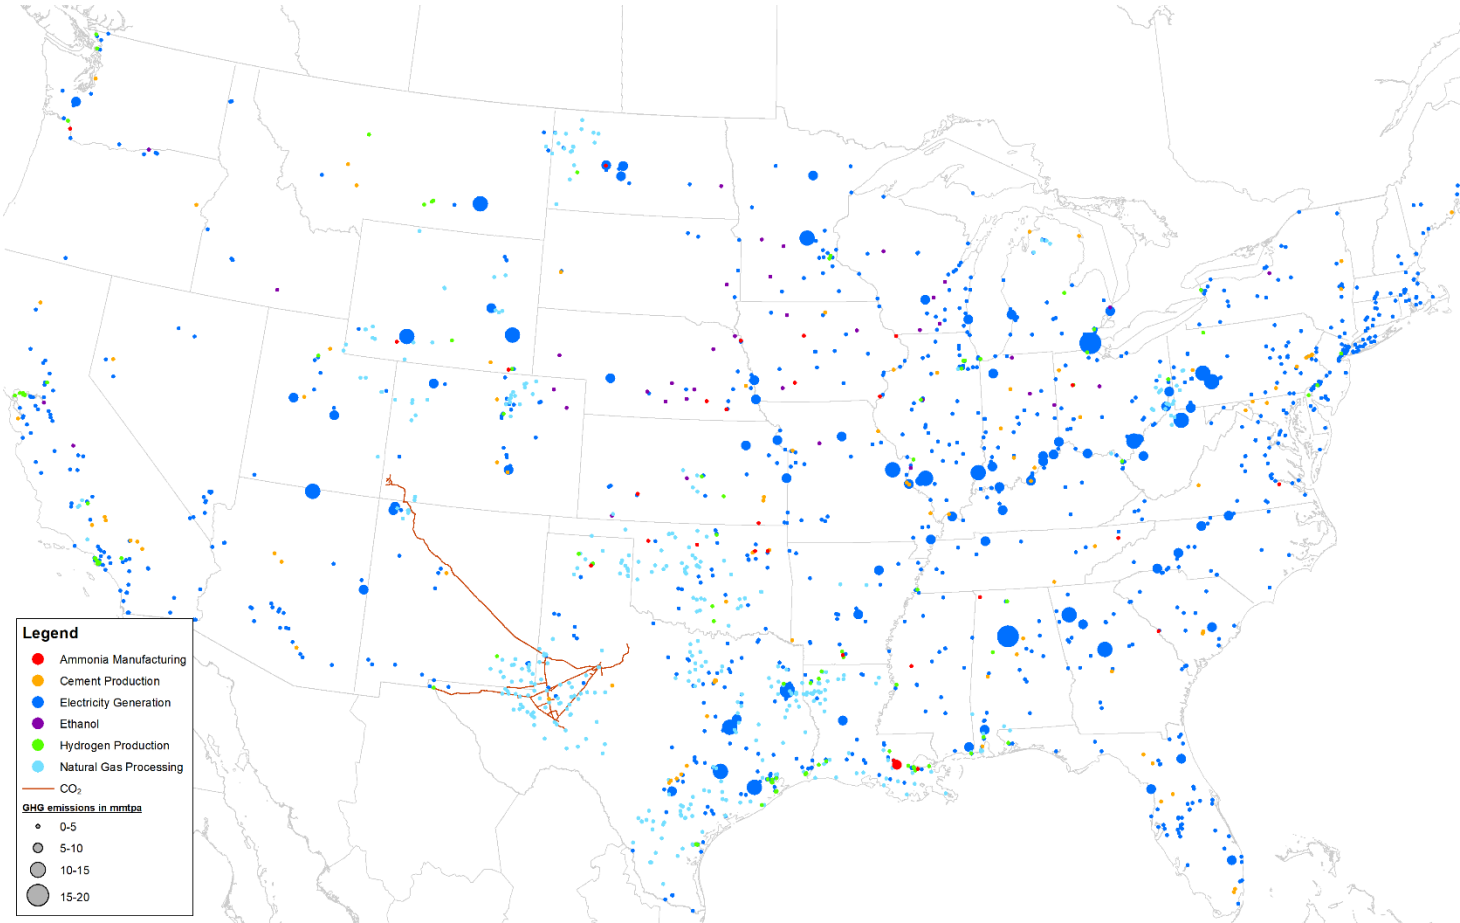 Legend
Ammonia Manufacturing
Cement Production
Electricity Generation
Ethanol
Hydrogen Production
Natural Gas Processing
CO₂
GHG emissions in mmtpa
0-5
5-10
10-15
15-20